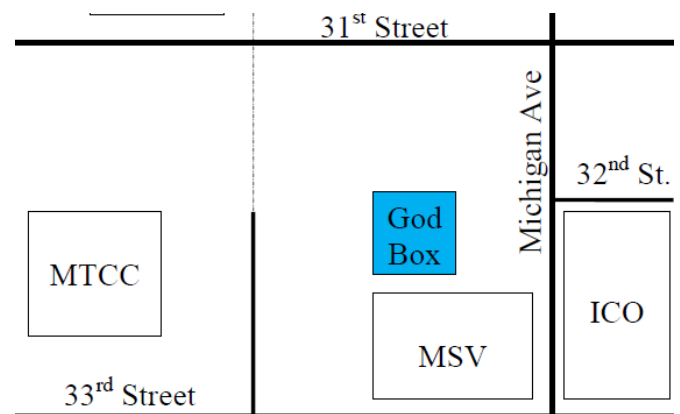 31st Street
Michigan Ave
32nd St.
God
Box
MTCC
ICO
MSV
33rd Street